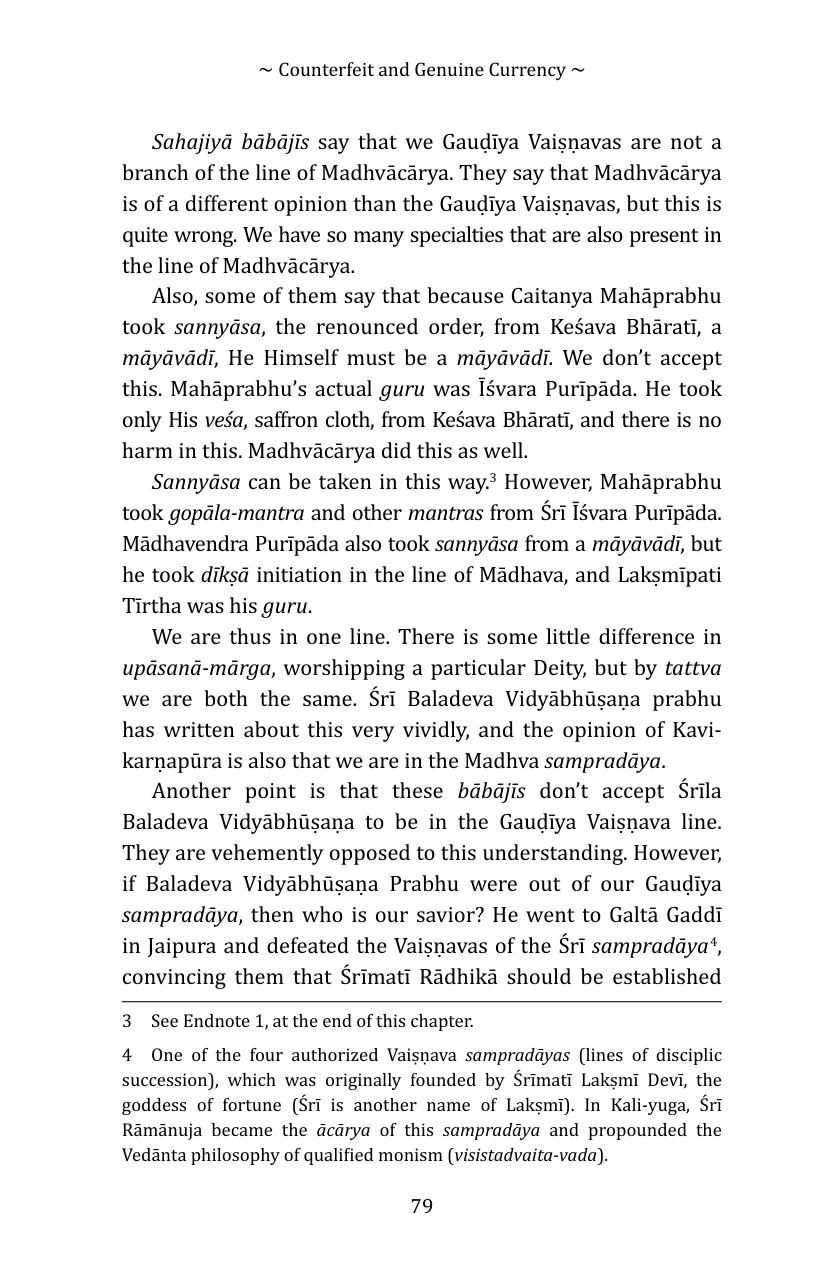 ~ Counterfeit and Genuine Currency ~
Sahajiyā bābājīs say that we Gauḍīya Vaiṣṇavas are not a
branch of the line of Madhvācārya. They say that Madhvācārya
is of a different opinion than the Gauḍīya Vaiṣṇavas, but this is
quite wrong. We have so many specialties that are also present in
the line of Madhvācārya.
Also, some of them say that because Caitanya Mahāprabhu
took sannyāsa, the renounced order, from Keśava Bhāratī, a
māyāvādī, He Himself must be a māyāvādī. We don’t accept
this. Mahāprabhu’s actual guru was Īśvara Purīpāda. He took
only His veśa, saffron cloth, from Keśava Bhāratī, and there is no
harm in this. Madhvācārya did this as well.
Sannyāsa can be taken in this way.3 However, Mahāprabhu
took gopāla-mantra and other mantras from Śrī Īśvara Purīpāda.
Mādhavendra Purīpāda also took sannyāsa from a māyāvādī, but
he took dīkṣā initiation in the line of Mādhava, and Lakṣmīpati
Tīrtha was his guru.
We are thus in one line. There is some little difference in
upāsanā-mārga, worshipping a particular Deity, but by tattva
we are both the same. Śrī Baladeva Vidyābhūṣaṇa prabhu
has written about this very vividly, and the opinion of Kavi-
karṇapūra is also that we are in the Madhva sampradāya.
Another point is that these bābājīs don’t accept Śrīla
Baladeva Vidyābhūṣaṇa to be in the Gauḍīya Vaiṣṇava line.
They are vehemently opposed to this understanding. However,
if Baladeva Vidyābhūṣaṇa Prabhu were out of our Gauḍīya
sampradāya, then who is our savior? He went to Galtā Gaddī
in Jaipura and defeated the Vaiṣṇavas of the Śrī sampradāya4,
convincing them that Śrīmatī Rādhikā should be established
3 See Endnote 1, at the end of this chapter.
4 One of the four authorized Vaiṣṇava sampradāyas (lines of disciplic
succession), which was originally founded by Śrīmatī Lakṣmī Devī, the
goddess of fortune (Śrī is another name of Lakṣmī). In Kali-yuga, Śrī
Rāmānuja became the ācārya of this sampradāya and propounded the
Vedānta philosophy of qualified monism (visistadvaita-vada).
79